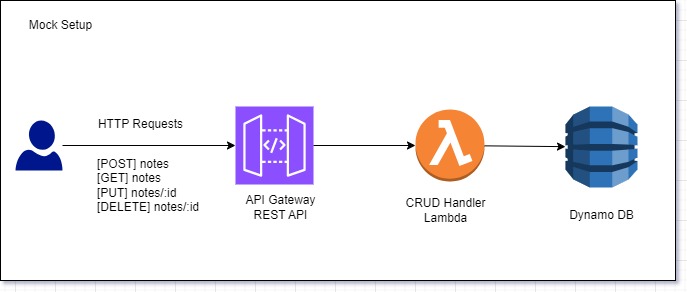 Mock Setup
HTTP Requests
[POST] notes
[GET] notes
[PUT] notes/:id
[DELETE] notes/:id
</>
API Gateway
REST API
λ
CRUD Handler
Lambda
Dynamo DB